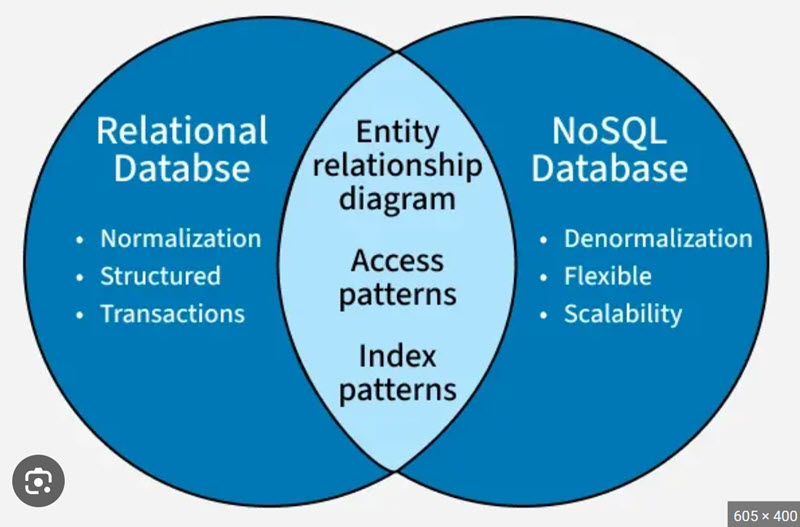 Relational
Databse
• Normalization
• Structured
• Transactions
Entity
relationship
diagram
Access
patterns
Index
patterns
NoSQL
Database
• Denormalization
• Flexible
• Scalability
605 × 400